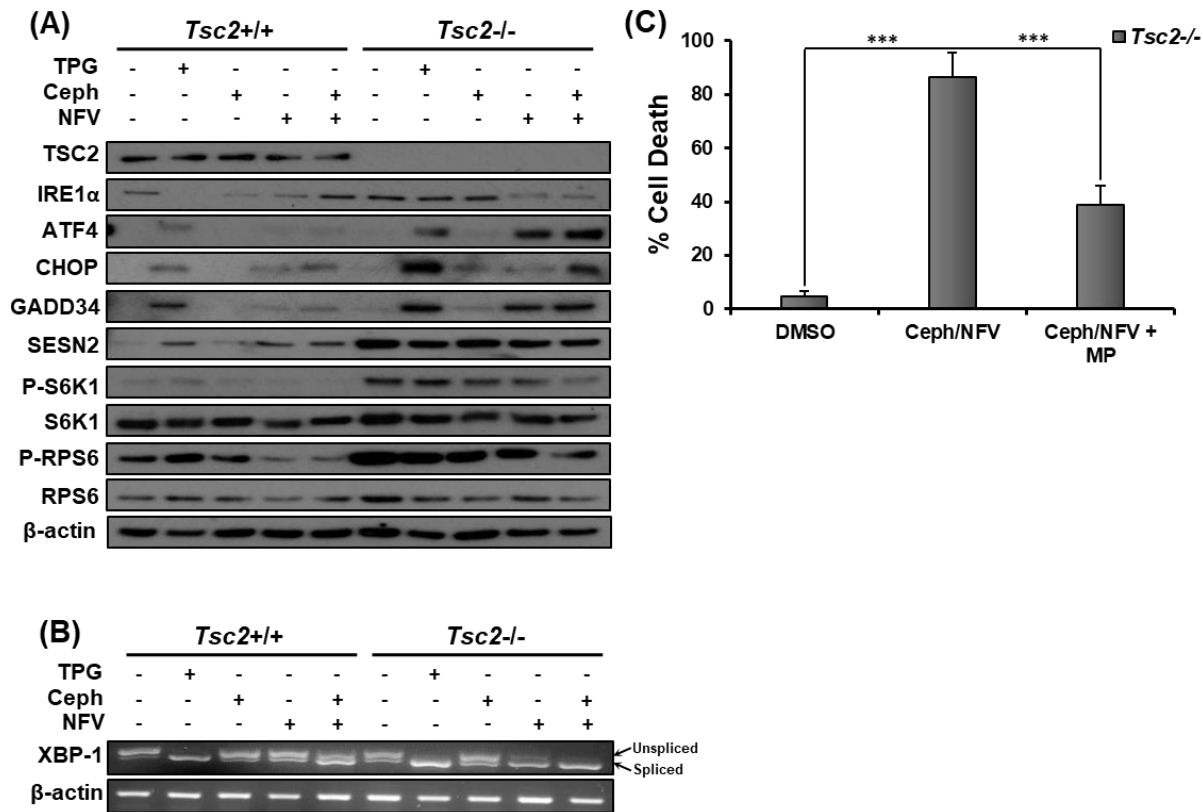 (A)
Tsc2+/+ Tsc2-/-
TPG - + - - - - + - - -
Ceph - - + - + - - + - +
NFV - - - + + - - - + +
TSC2
IRE1α
ATF4
CHOP
GADD34
SESN2
P-S6K1
S6K1
P-RPS6
RPS6
β-actin
(B)
Tsc2+/+ Tsc2-/-
TPG - + - - - - + - - -
Ceph - - + - + - - + - +
NFV - - - + + - - - + +
XBP-1
Unspliced
Spliced
β-actin
(C)
Tsc2-/-
*** ***
% Cell Death
100
80
60
40
20
0
DMSO Ceph/NFV Ceph/NFV +
MP